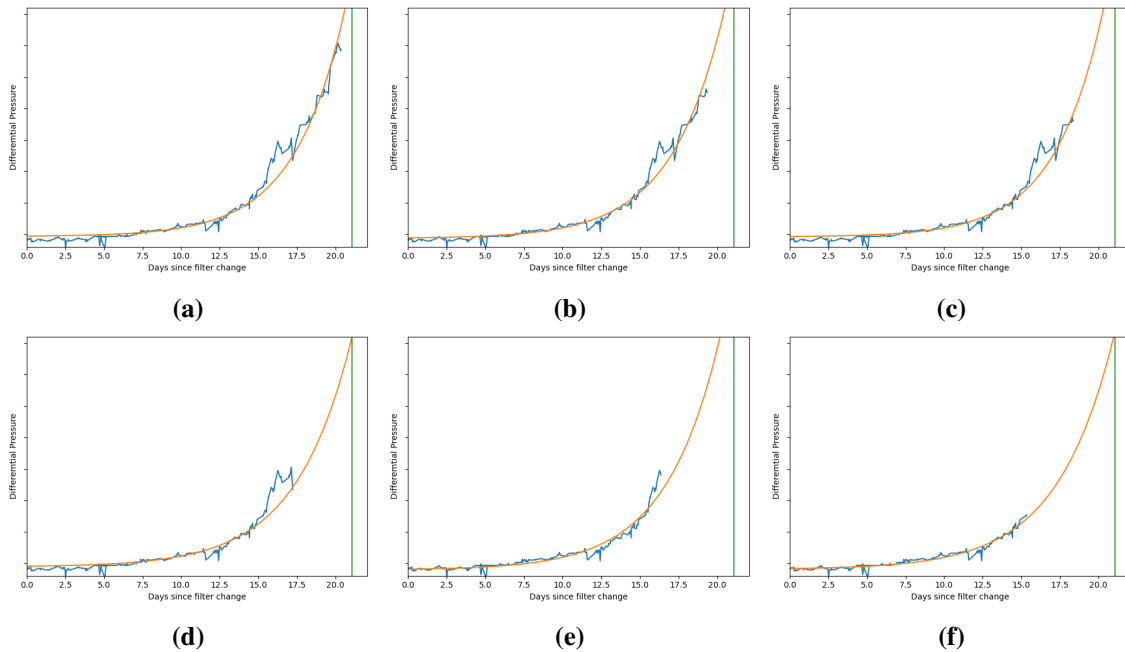 Differemtial Pressure
0.0 2.5 5.0 7.5 10.0 12.5 15.0 17.5 20.0
Days since filter change
(a)
Differemtial Pressure
0.0 2.5 5.0 7.5 10.0 12.5 15.0 17.5 20.0
Days since filter change
(b)
Differemtial Pressure
0.0 2.5 5.0 7.5 10.0 12.5 15.0 17.5 20.0
Days since filter change
(c)
Differemtial Pressure
0.0 2.5 5.0 7.5 10.0 12.5 15.0 17.5 20.0
Days since filter change
(d)
Differemtial Pressure
0.0 2.5 5.0 7.5 10.0 12.5 15.0 17.5 20.0
Days since filter change
(e)
Differemtial Pressure
0.0 2.5 5.0 7.5 10.0 12.5 15.0 17.5 20.0
Days since filter change
(f)